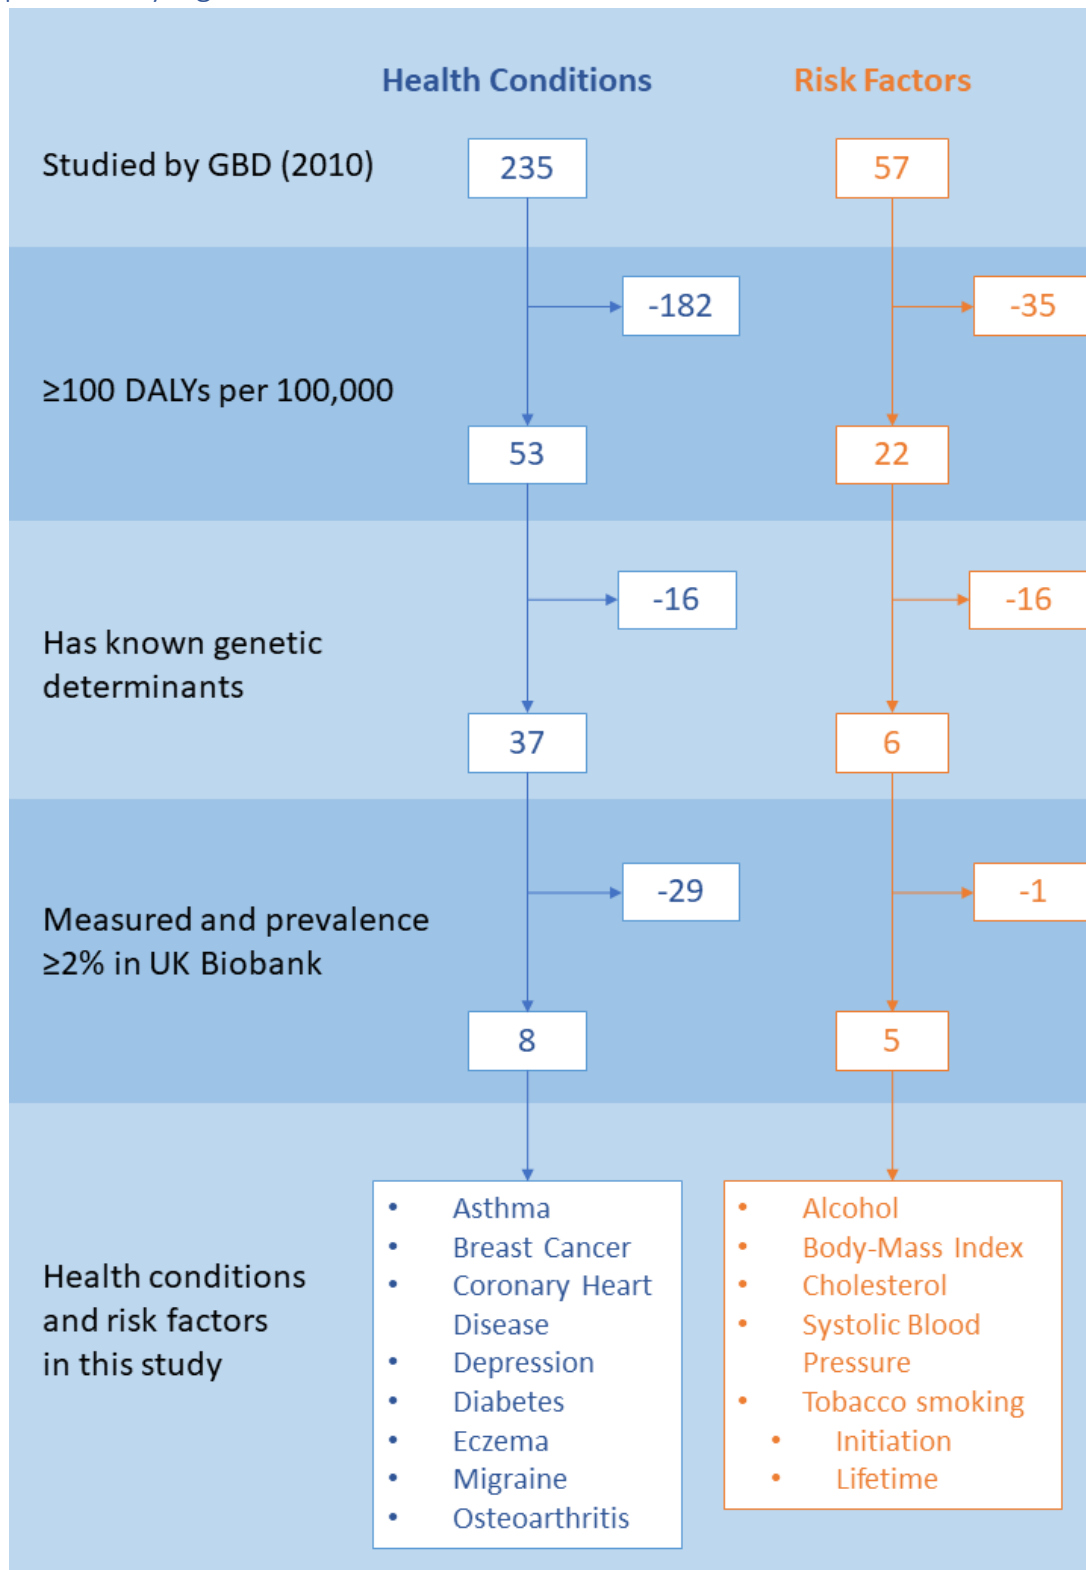 Health Conditions
Risk Factors
Studied by GBD (2010)
235
57
-182
-35
≥100 DALYs per 100,000
53
22
-16
-16
Has known genetic
determinants
37
6
-29
-1
Measured and prevalence
≥2% in UK Biobank
8
5
Health conditions
and risk factors
in this study
• Asthma
• Breast Cancer
• Coronary Heart
Disease
• Depression
• Diabetes
• Eczema
• Migraine
• Osteoarthritis
• Alcohol
• Body-Mass Index
• Cholesterol
• Systolic Blood
Pressure
• Tobacco smoking
• Initiation
• Lifetime